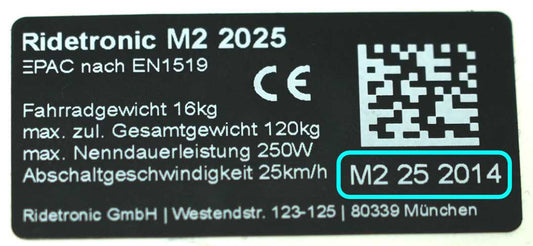 Ridetronic M2 2025
EPAC nach EN1519
CE
Fahrradgewicht 16kg
max. zul. Gesamtgewicht 120kg
max. Nenndauerleistung 250W
Abschaltgeschwindigkeit 25km/h
M2 25 2014
Ridetronic GmbH | Westendstr. 123-125 | 80339 München